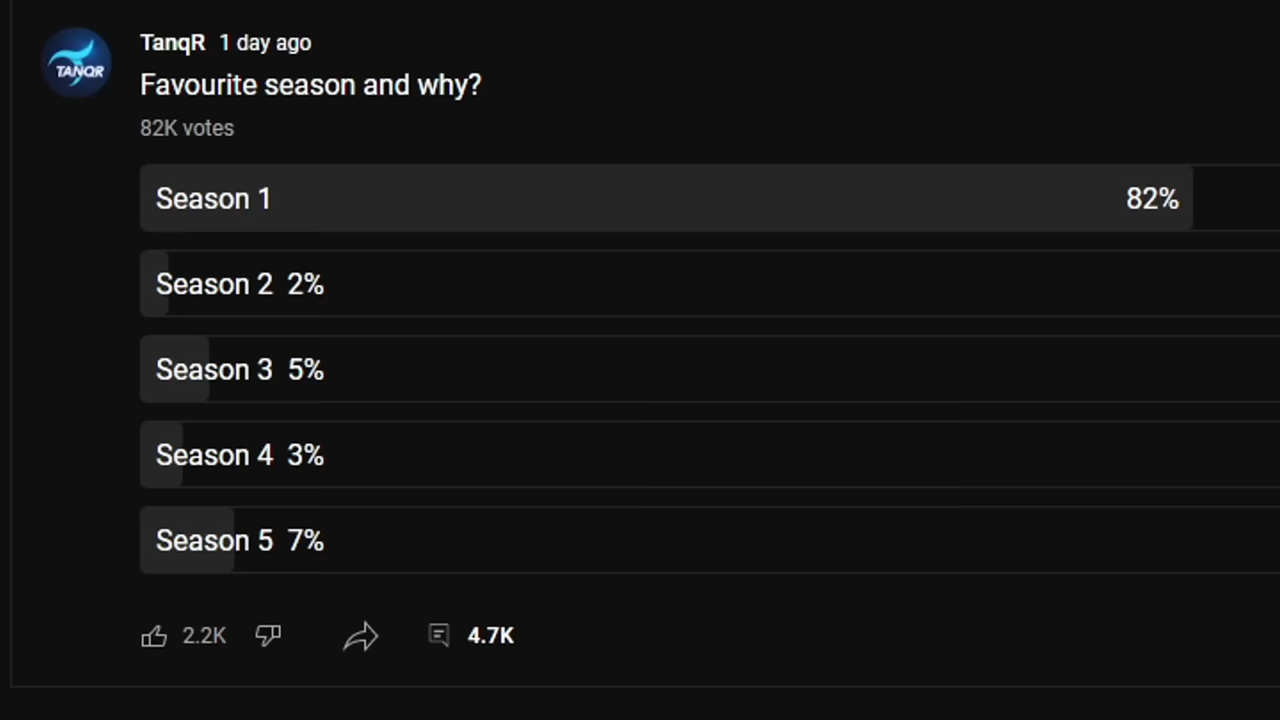 TANQR
TanqR 1 day ago
Favourite season and why?
82K votes
Season 1 82%
Season 2 2%
Season 3 5%
Season 4 3%
Season 5 7%
2.2K 4.7K